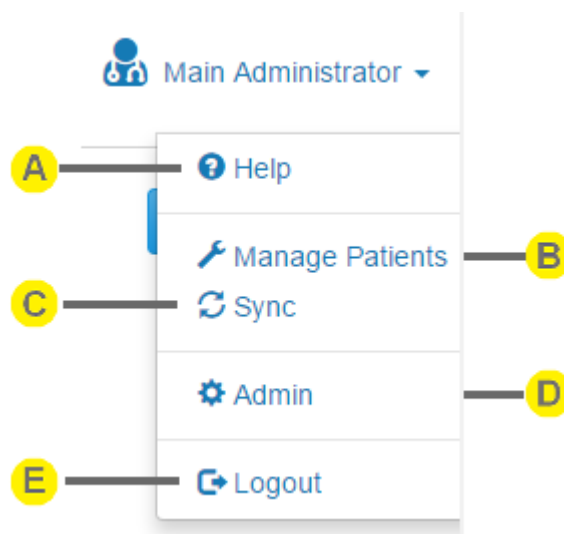 Main Administrator
A Help
Manage Patients B
C Sync
Admin D
E Logout